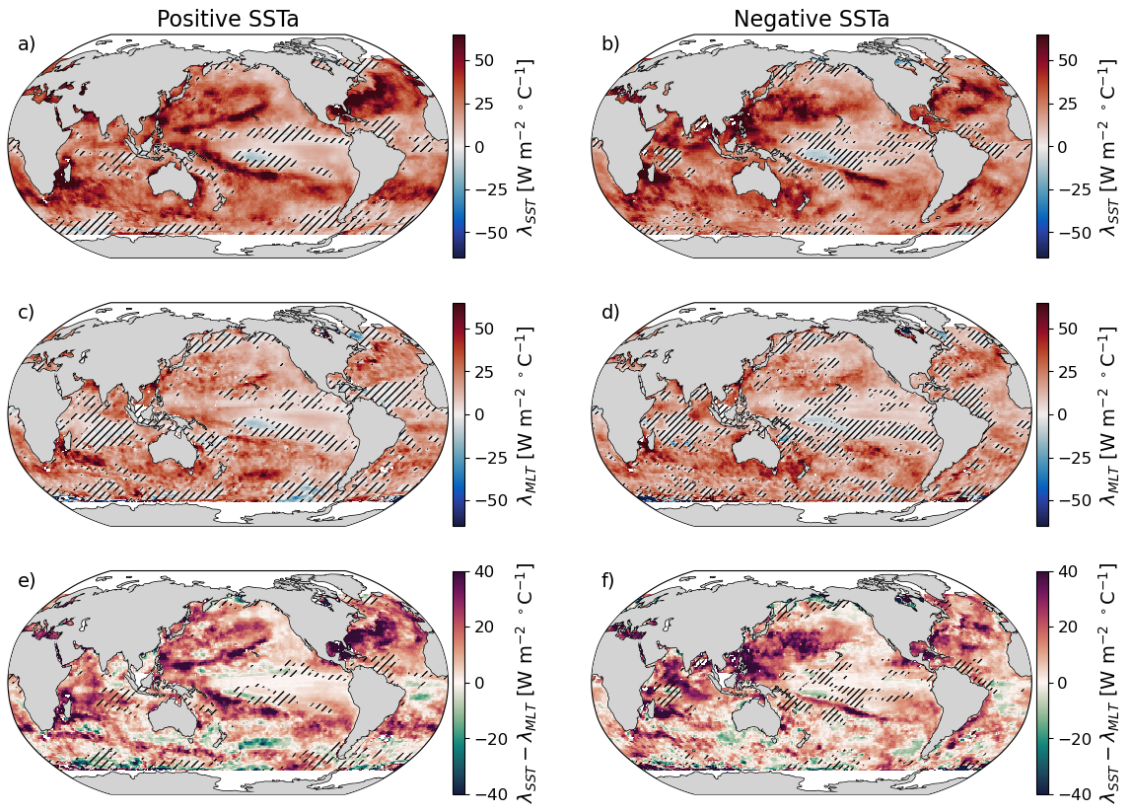 Positive SSTa
Negative SSTa
a)
50
25
0
−25
−50
λSST [W m−2 °C−1]
b)
50
25
0
−25
−50
λSST [W m−2 °C−1]
c)
50
25
0
−25
−50
λMLT [W m−2 °C−1]
d)
50
25
0
−25
−50
λMLT [W m−2 °C−1]
e)
40
20
0
−20
−40
λSST − λMLT [W m−2 °C−1]
f)
40
20
0
−20
−40
λSST − λMLT [W m−2 °C−1]